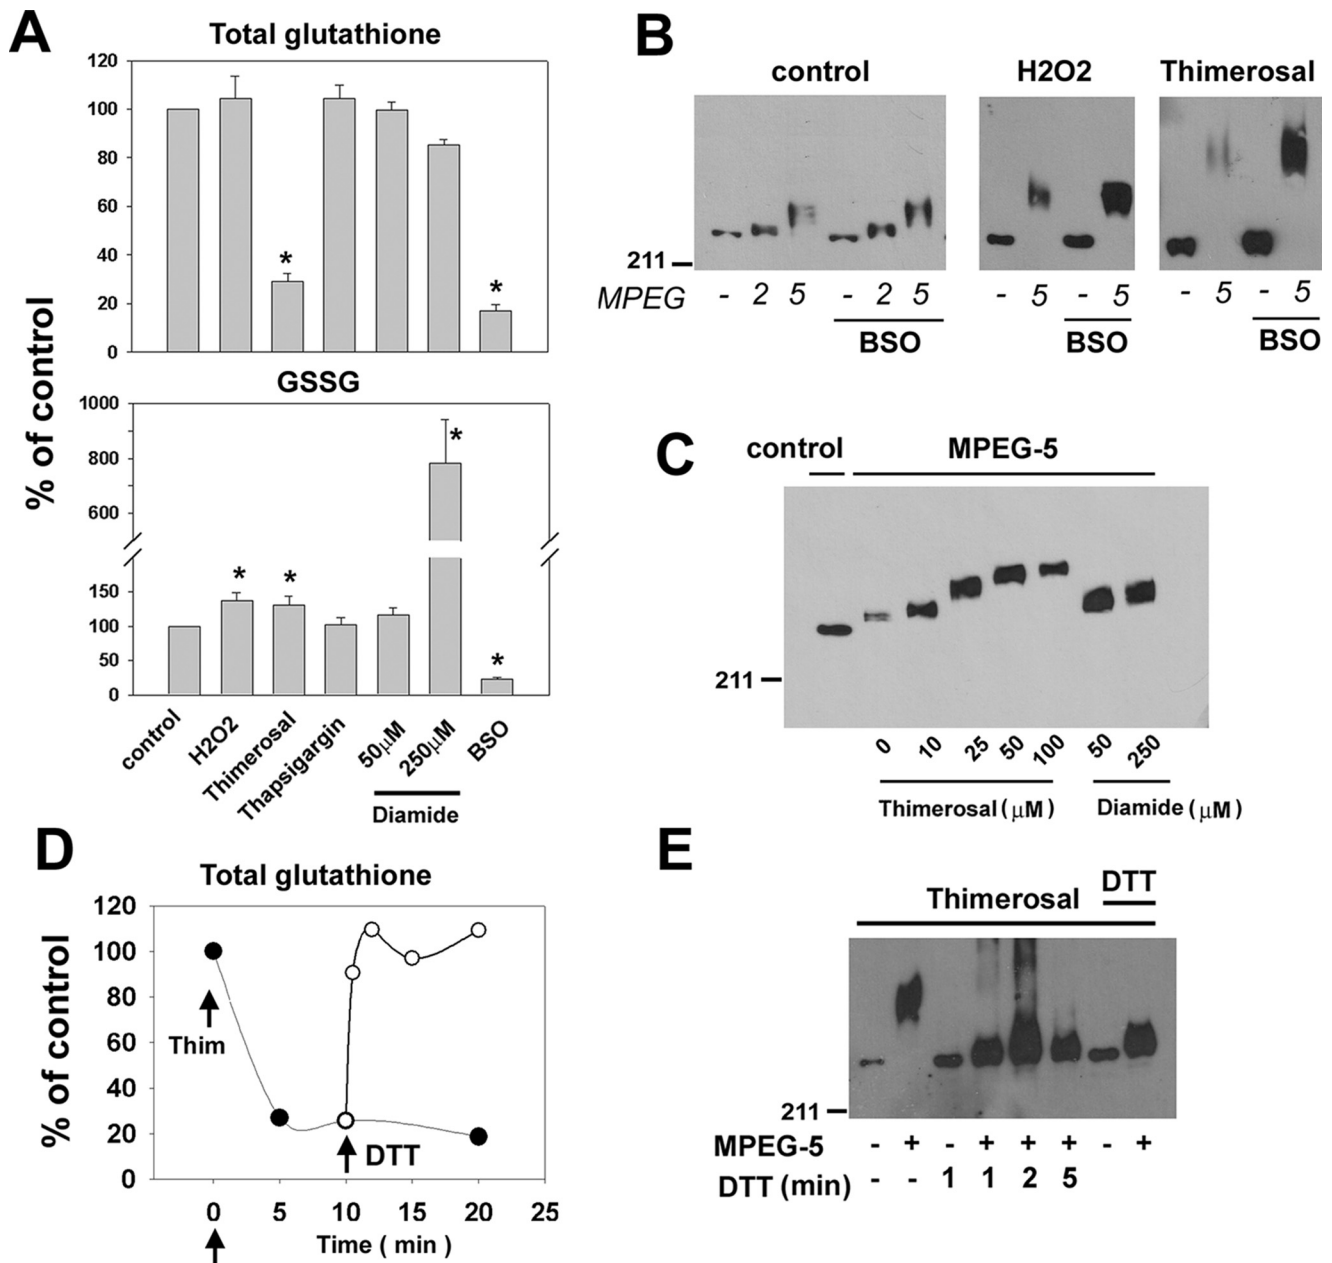 A
Total glutathione
120
100
80
60
40
20
0
*
*
GSSG
1000
800
600
150
100
50
0
*
*
*
*
% of control
control
H2O2
Thimerosal
Thapsigargin
50μM
250μM
BSO
Diamide
B
control
H2O2
Thimerosal
211
MPEG
- 2 5 - 2 5
- 5 - 5
- 5 - 5
BSO
BSO
BSO
C
control
MPEG-5
211
0 10 25 50 100 50 250
Thimerosal (μM)
Diamide (μM)
D
Total glutathione
120
100
80
60
40
20
0
% of control
Thim
DTT
0 5 10 15 20 25
Time ( min )
E
Thimerosal
DTT
211
MPEG-5 - + - + + + - +
DTT (min) - - 1 1 2 5